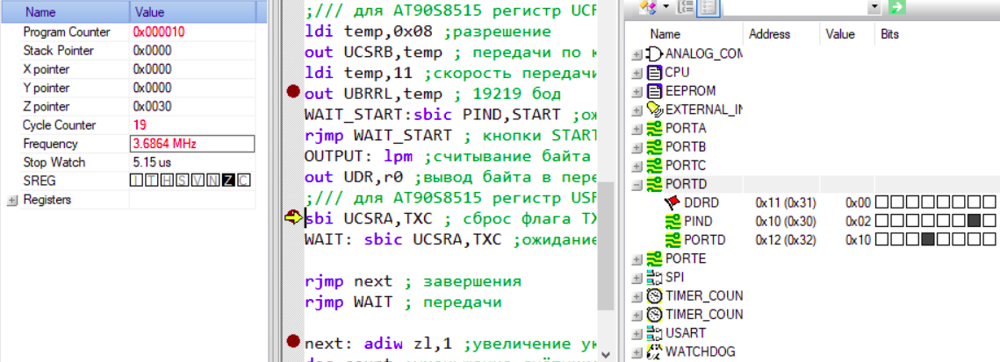 Name Value
Program Counter 0x000010
Stack Pointer 0x0000
X pointer 0x0000
Y pointer 0x0000
Z pointer 0x0030
Cycle Counter 19
Frequency 3.6864 MHz
Stop Watch 5.15 us
SREG I T H S V N Z C
Registers
;/// для AT90S8515 регистр UCF
ldi temp,0x08 ;разрешение
out UCSRB,temp ; передачи по к
ldi temp,11 ;скорость передачи
out UBRRL,temp ; 19219 бод
WAIT_START:sbic PIND,START ;ож
rjmp WAIT_START ; кнопки START
OUTPUT: lpm ;считывание байта
out UDR,r0 ;вывод байта в пере
;/// для AT90S8515 регистр USF
sbi UCSRA,TXC ; сброс флага TX
WAIT: sbic UCSRA,TXC ;ожидание
rjmp next ; завершения
rjmp WAIT ; передачи
next: adiw zl,1 ;увеличение ук
Name Address Value Bits
ANALOG_COM
CPU
EEPROM
EXTERNAL_IN
PORTA
PORTB
PORTC
PORTD
DDRD 0x11 (0x31) 0x00
PIND 0x10 (0x30) 0x02
PORTD 0x12 (0x32) 0x10
PORTE
SPI
TIMER_COUN
TIMER_COUN
USART
WATCHDOG